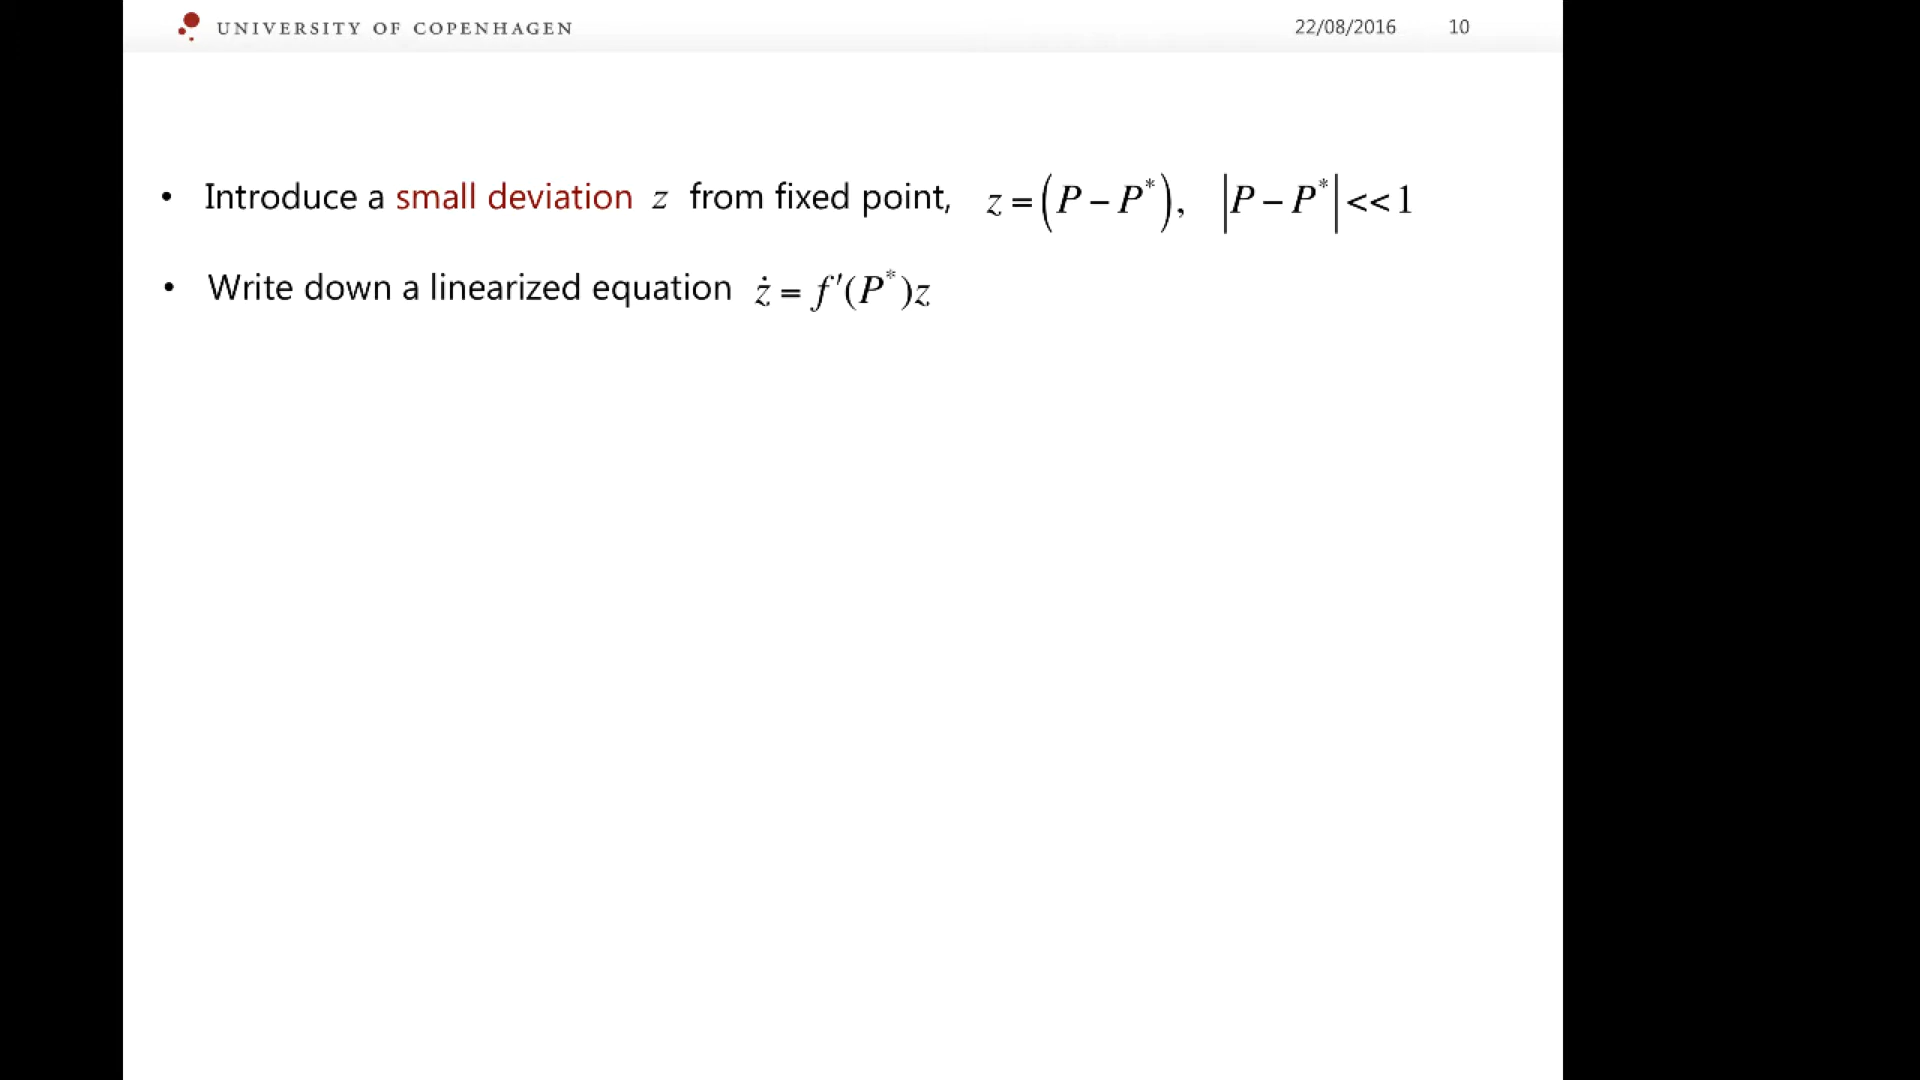 UNIVERSITY OF COPENHAGEN 22/08/2016 10
• Introduce a small deviation z from fixed point, z = (P − P*), |P − P*| << 1
• Write down a linearized equation ż = f′(P*)z